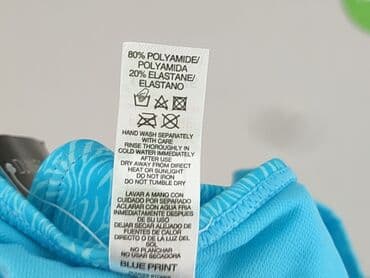 80% POLYAMIDE/
POLYAMIDA
20% ELASTANE/
ELASTANO
HAND WASH SEPARATELY
WITH CARE
RINSE THOROUGHLY IN
COLD WATER IMMEDIATELY
AFTER USE
DRY AWAY FROM DIRECT
HEAT OR SUNLIGHT
DO NOT IRON
DO NOT TUMBLE DRY
LAVAR A MANO CON
CUIDADO POR SEPARADO
ACLARAR CON AGUA FRIA
INMEDIATAMENTE DESPUES
DE SU USO
DEJAR SECAR ALEJADO DE
FUENTES DE CALOR
DIRECTO O DE LA LUZ DEL
SOL
NO PLANCHAR
NO USAR SECADORA
BLUE PRINT